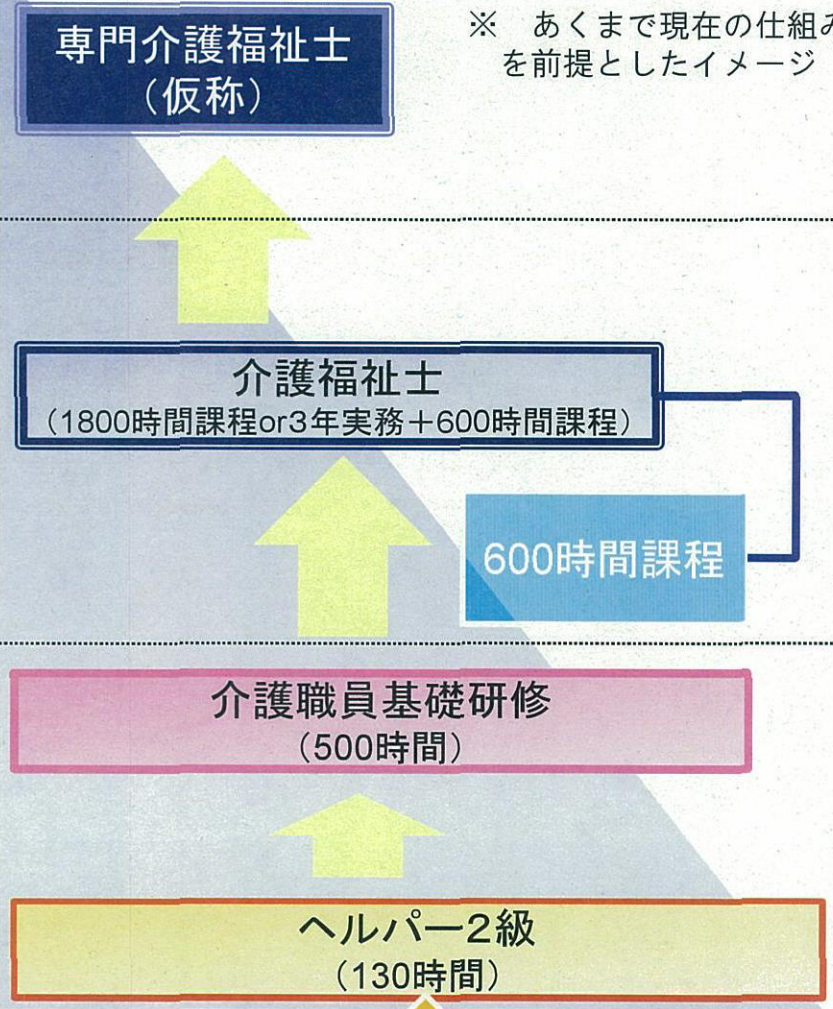 専門介護福祉士
（仮称）
※　あくまで現在の仕組み
を前提としたイメージ
介護福祉士
（1800時間課程or3年実務＋600時間課程）
600時間課程
介護職員基礎研修
（500時間）
ヘルパー２級
（130時間）